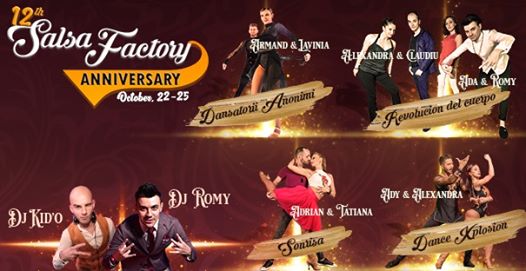 12th
Salsa Factory
ANNIVERSARY
October, 22-25
Armand & Lavinia
Dansatorii Anonimi
Alexandra & Claudiu
Ada & Romy
Revolucion del cuerpo
Dj Kid'o
Dj Romy
Adrian & Tatiana
Sonrisa
Ady & Alexandra
Dance Xplosion